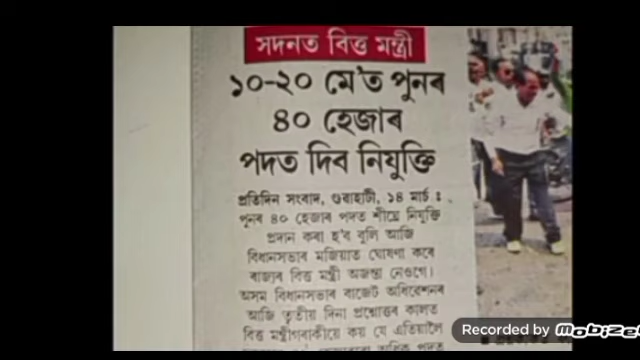 সদনত বিত্ত মন্ত্ৰী
১০-২০ মে'ত পুনৰ
৪০ হেজাৰ
পদত দিব নিযুক্তি
প্ৰতিদিন সংবাদ, গুৱাহাটী, ১৪ মাৰ্চ ঃ
পুনৰ ৪০ হেজাৰ পদত শীঘ্ৰে নিযুক্তি
প্ৰদান কৰা হ'ব বুলি আজি
বিধানসভাৰ মজিয়াত ঘোষণা কৰে
ৰাজ্যৰ বিত্ত মন্ত্ৰী অজন্তা নেওগে।
অসম বিধানসভাৰ বাজেট অধিৱেশনৰ
আজি তৃতীয় দিনা প্ৰশ্নোত্তৰ কালত
বিত্ত মন্ত্ৰীগৰাকীয়ে কয় যে এতিয়ালৈ
Recorded by